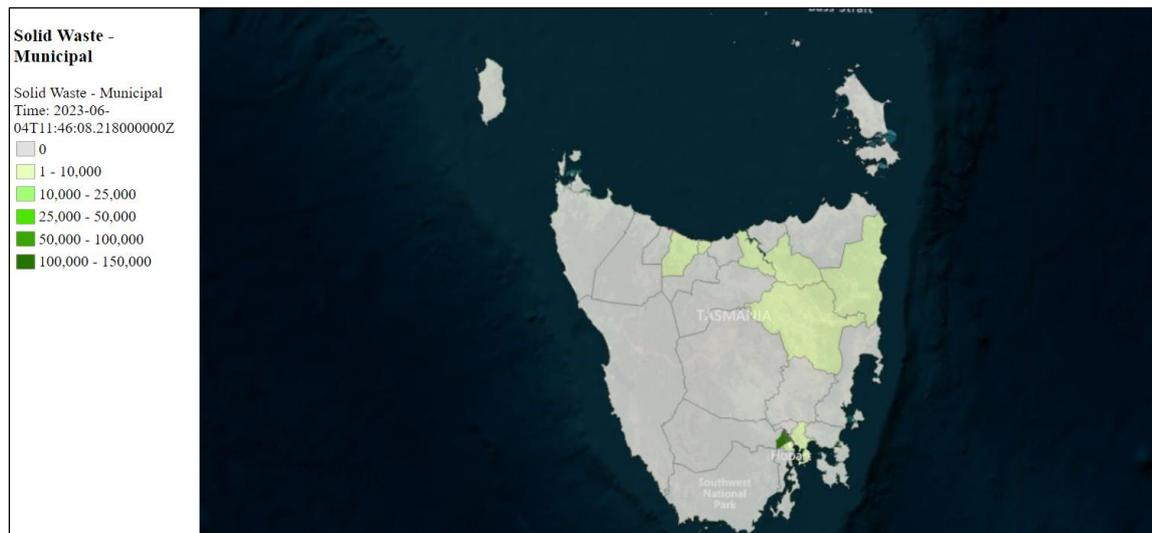 Solid Waste -
Municipal
Solid Waste - Municipal
Time: 2023-06-
04T11:46:08.218000000Z
0
1 - 10,000
10,000 - 25,000
25,000 - 50,000
50,000 - 100,000
100,000 - 150,000
Bass Strait
TASMANIA
Hobart
Southwest
National
Park